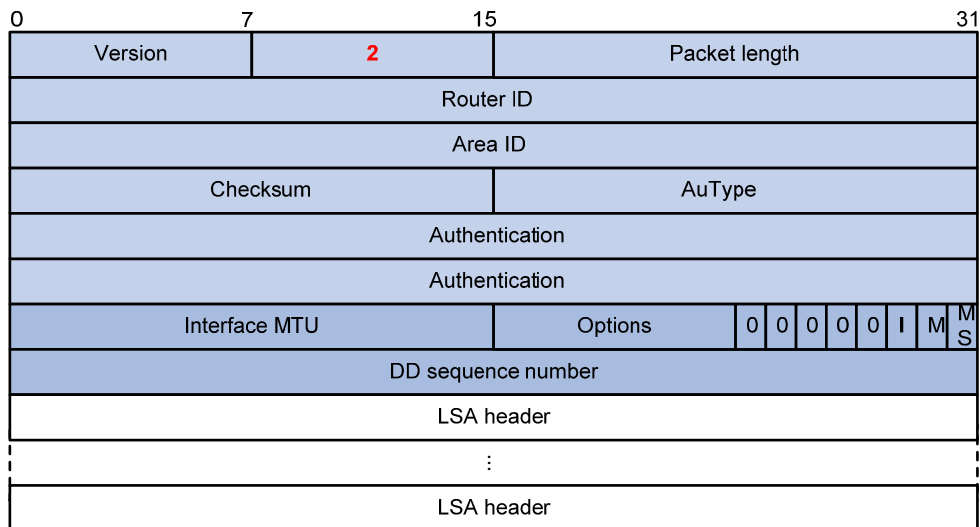 0 7 15 31
Version 2 Packet length
Router ID
Area ID
Checksum AuType
Authentication
Authentication
Interface MTU Options 0 0 0 0 0 I M M
S
DD sequence number
LSA header
...
LSA header